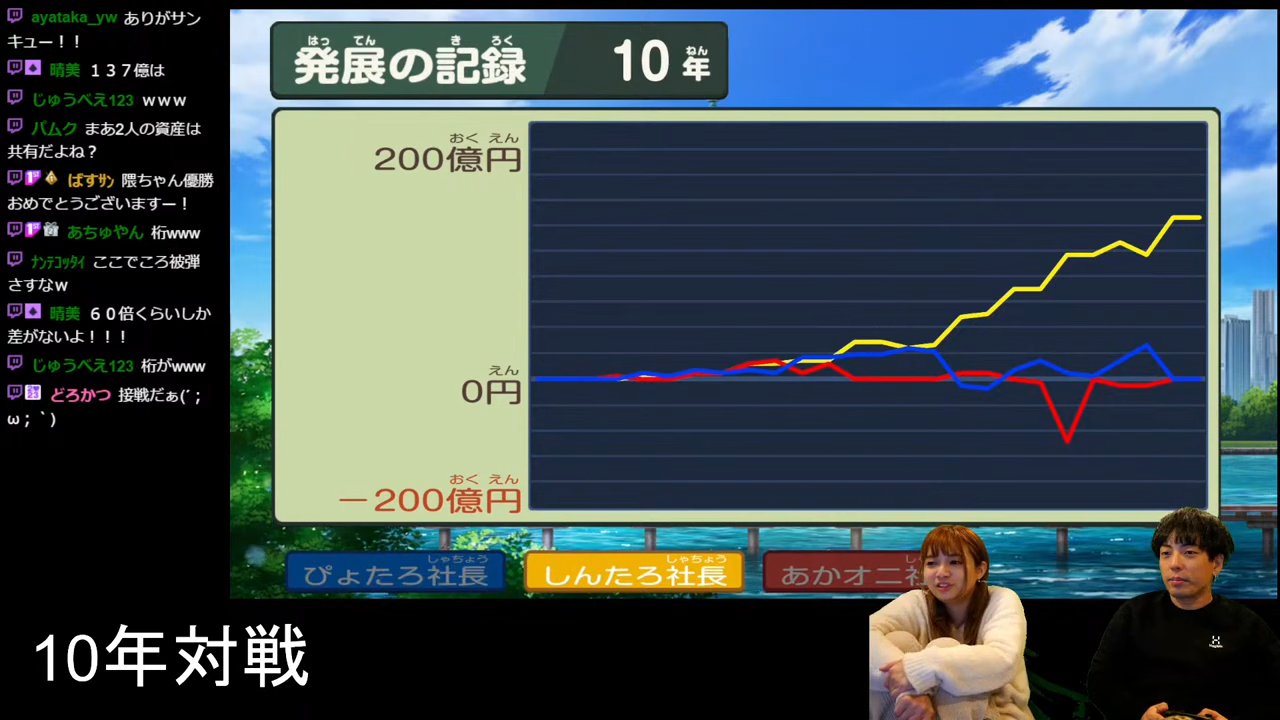 ayataka_yw ありがサン
キュー！！
晴美 １３７億は
じゅうべえ123 ｗｗｗ
パムク まあ2人の資産は
共有だよね？
ばすｻﾝ 隈ちゃん優勝
おめでとうございますー！
あちゅやん 桁www
ﾅﾝﾃｺｯﾀｲ ここでころ被弾
さすなｗ
晴美 ６０倍くらいしか
差がないよ！！！
じゅうべえ123 桁がwww
どろかつ 接戦だぁ(´；
ω；｀)
はってん きろく ねん
発展の記録 10年
おくえん
200億円
えん
0円
おくえん
－200億円
しゃちょう しゃちょう
ぴょたろ社長 しんたろ社長 あかオニ社
10年対戦